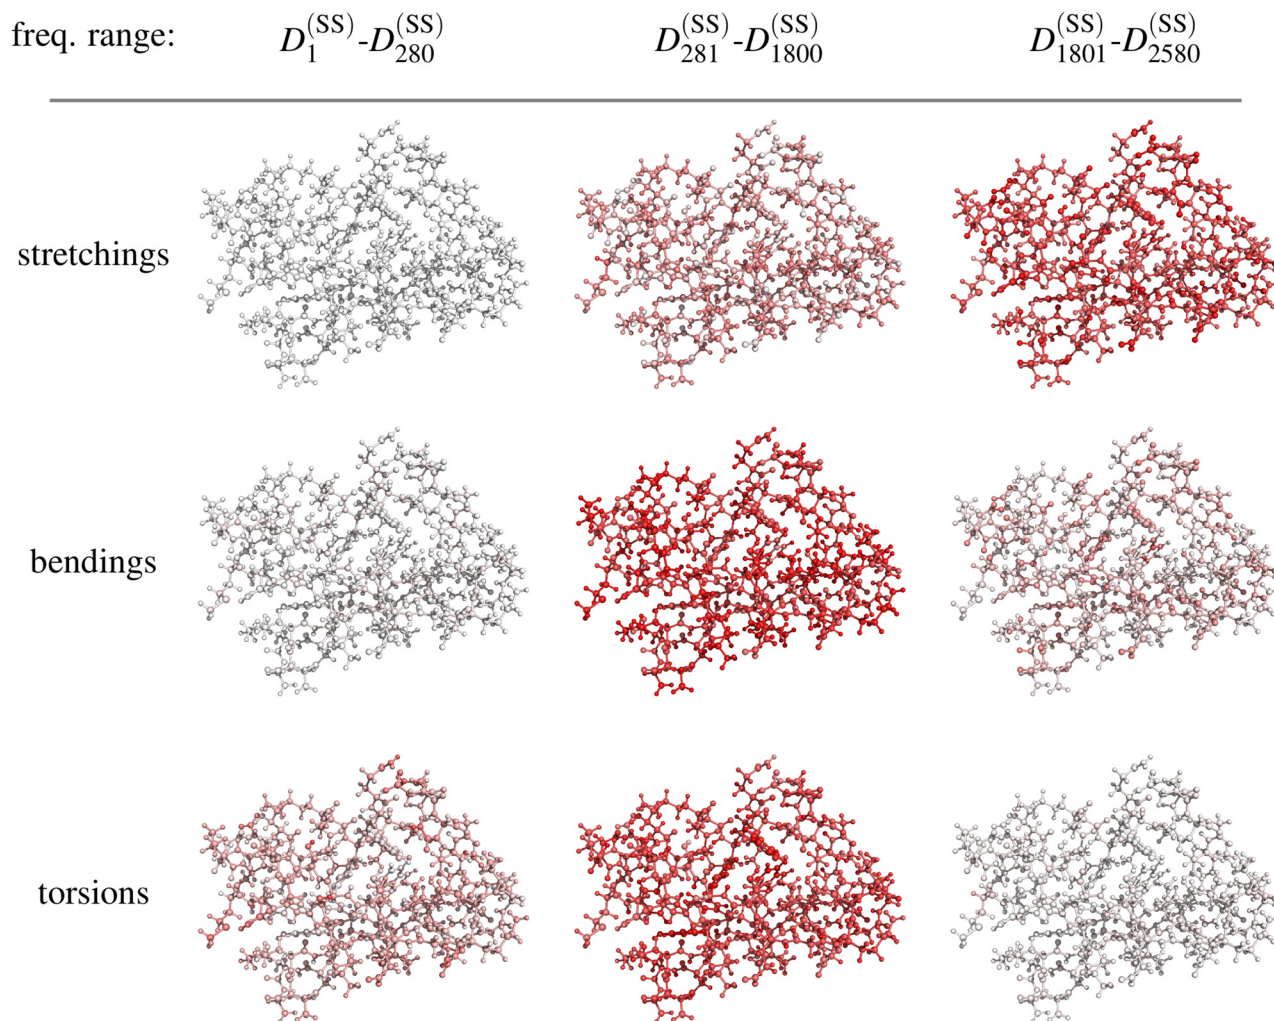 freq. range: D₁⁽ˢˢ⁾-D₂₈₀⁽ˢˢ⁾ D₂₈₁⁽ˢˢ⁾-D₁₈₀₀⁽ˢˢ⁾ D₁₈₀₁⁽ˢˢ⁾-D₂₅₈₀⁽ˢˢ⁾
stretchings
bendings
torsions